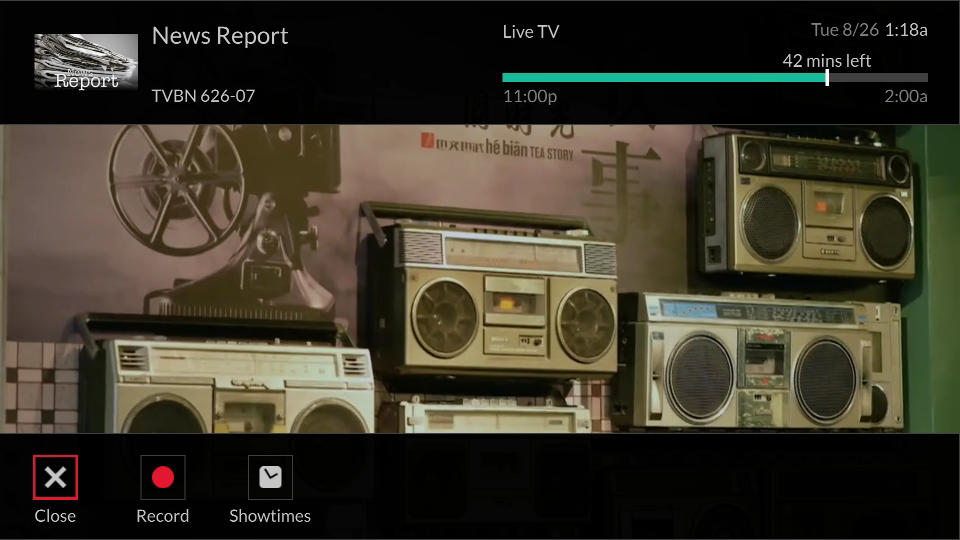 News Report
Live TV
Tue 8/26 1:18a
42 mins left
Report
TVBN 626-07
11:00p
2:00a
hé biān TEA STORY
事
Close
Record
Showtimes